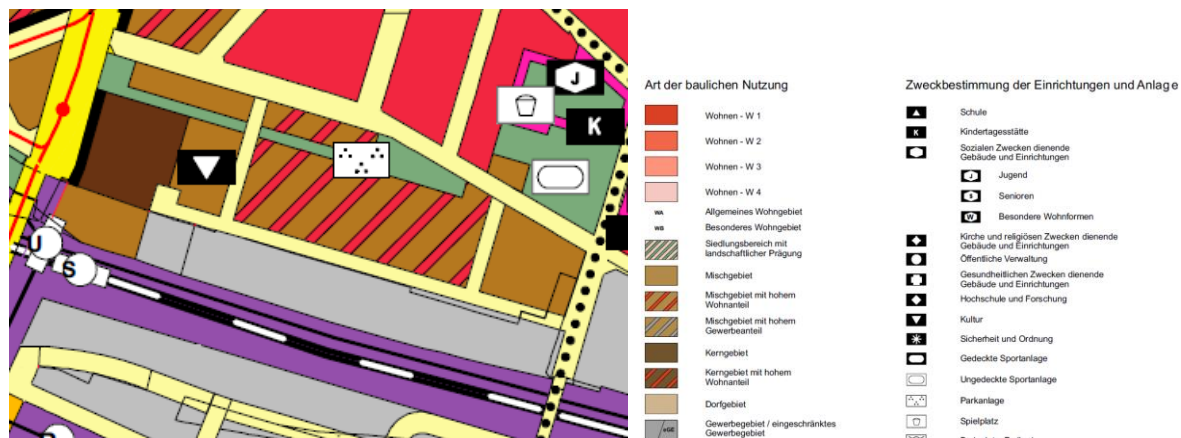 J
K
U
S
Art der baulichen Nutzung
Wohnen - W 1
Wohnen - W 2
Wohnen - W 3
Wohnen - W 4
WA
Allgemeines Wohngebiet
WB
Besonderes Wohngebiet
Siedlungsbereich mit
landschaftlicher Prägung
Mischgebiet
Mischgebiet mit hohem
Wohnanteil
Mischgebiet mit hohem
Gewerbeanteil
Kerngebiet
Kerngebiet mit hohem
Wohnanteil
Dorfgebiet
eGE
Gewerbegebiet / eingeschränktes
Gewerbegebiet
Zweckbestimmung der Einrichtungen und Anlage
Schule
K
Kindertagesstätte
Sozialen Zwecken dienende
Gebäude und Einrichtungen
J
Jugend
S
Senioren
W
Besondere Wohnformen
Kirche und religiösen Zwecken dienende
Gebäude und Einrichtungen
Öffentliche Verwaltung
Gesundheitlichen Zwecken dienende
Gebäude und Einrichtungen
Hochschule und Forschung
Kultur
Sicherheit und Ordnung
Gedeckte Sportanlage
Ungedeckte Sportanlage
Parkanlage
Spielplatz